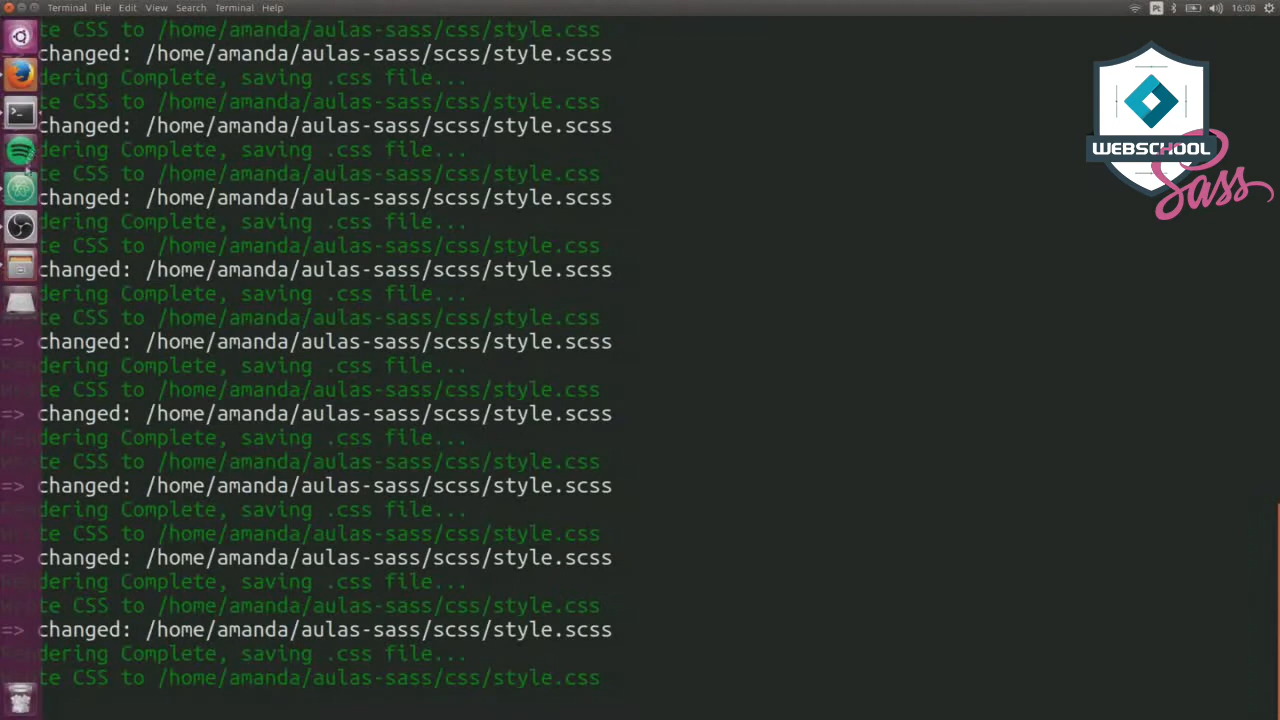 Terminal File Edit View Search Terminal Help Pt 16:08
te CSS to /home/amanda/aulas-sass/css/style.css
changed: /home/amanda/aulas-sass/scss/style.scss
dering Complete, saving .css file...
te CSS to /home/amanda/aulas-sass/css/style.css
changed: /home/amanda/aulas-sass/scss/style.scss
dering Complete, saving .css file...
te CSS to /home/amanda/aulas-sass/css/style.css
changed: /home/amanda/aulas-sass/scss/style.scss
dering Complete, saving .css file...
te CSS to /home/amanda/aulas-sass/css/style.css
changed: /home/amanda/aulas-sass/scss/style.scss
dering Complete, saving .css file...
te CSS to /home/amanda/aulas-sass/css/style.css
=> changed: /home/amanda/aulas-sass/scss/style.scss
Rendering Complete, saving .css file...
Wrote CSS to /home/amanda/aulas-sass/css/style.css
=> changed: /home/amanda/aulas-sass/scss/style.scss
Rendering Complete, saving .css file...
Wrote CSS to /home/amanda/aulas-sass/css/style.css
=> changed: /home/amanda/aulas-sass/scss/style.scss
Rendering Complete, saving .css file...
Wrote CSS to /home/amanda/aulas-sass/css/style.css
=> changed: /home/amanda/aulas-sass/scss/style.scss
Rendering Complete, saving .css file...
Wrote CSS to /home/amanda/aulas-sass/css/style.css
=> changed: /home/amanda/aulas-sass/scss/style.scss
Rendering Complete, saving .css file...
Wrote CSS to /home/amanda/aulas-sass/css/style.css
WEBSCHOOL
Sass